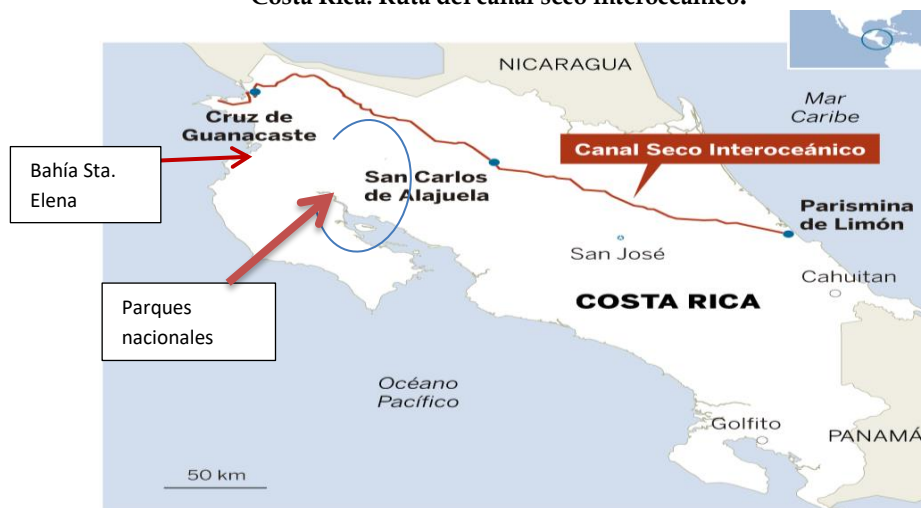 Costa Rica. Ruta del canal seco interoceánico.
NICARAGUA
Mar
Caribe
Cruz de
Guanacaste
Canal Seco Interoceánico
Bahía Sta.
Elena
San Carlos
de Alajuela
Parismina
de Limón
San José
Cahuitan
Parques
nacionales
COSTA RICA
Océano
Pacífico
Golfito
PANAMÁ
50 km